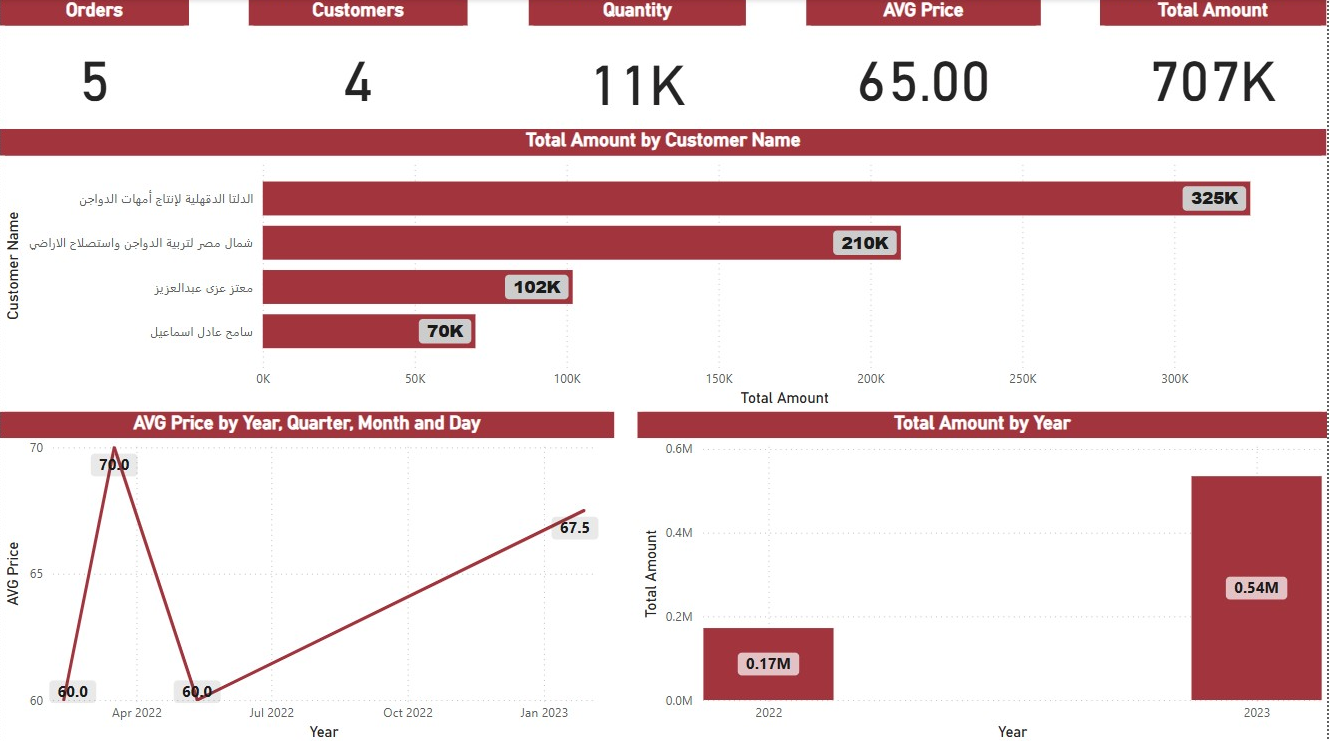 Orders
Customers
Quantity
AVG Price
Total Amount
5
4
11K
65.00
707K
Total Amount by Customer Name
Customer Name
الدلتا الدقهلية لإنتاج أمهات الدواجن
325K
شمال مصر لتربية الدواجن واستصلاح الاراضي
210K
معتز عزى عبدالعزيز
102K
سامح عادل اسماعيل
70K
0K
50K
100K
150K
200K
250K
300K
Total Amount
AVG Price by Year, Quarter, Month and Day
AVG Price
70
65
60
60.0
70.0
60.0
67.5
Apr 2022
Jul 2022
Oct 2022
Jan 2023
Year
Total Amount by Year
Total Amount
0.6M
0.4M
0.2M
0.0M
0.17M
0.54M
2022
2023
Year